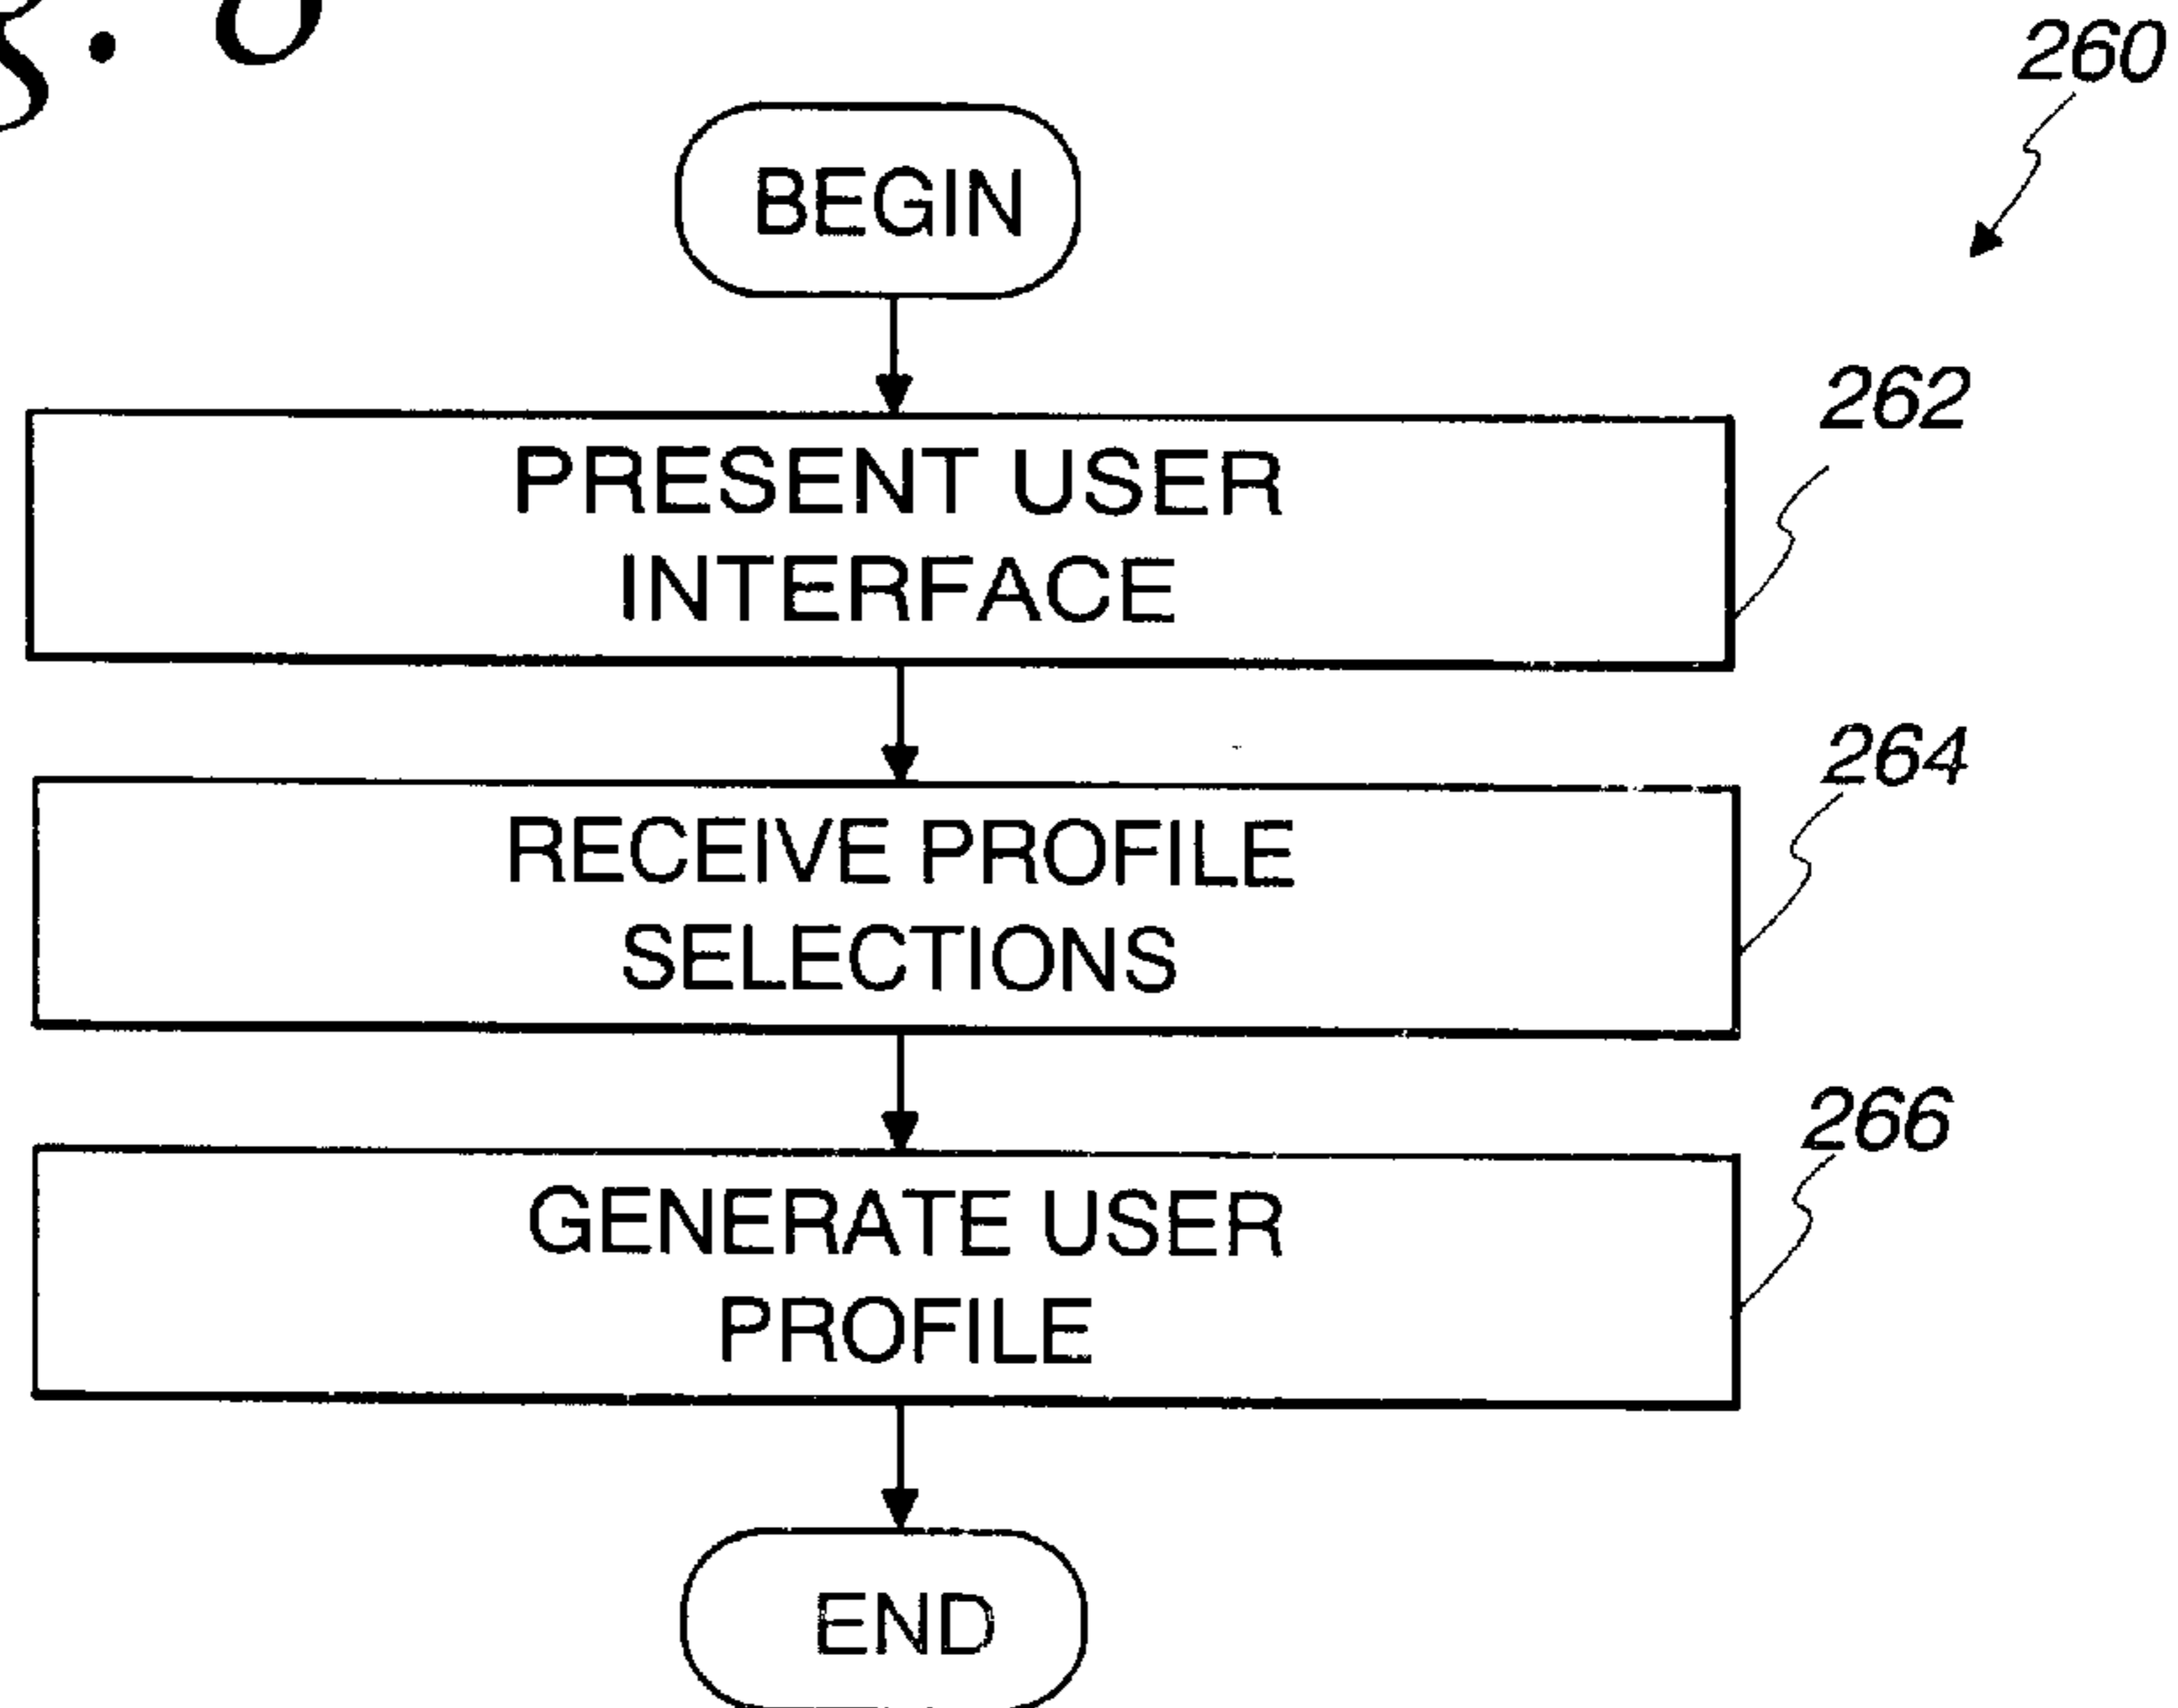 260
BEGIN
262
PRESENT USER
INTERFACE
264
RECEIVE PROFILE
SELECTIONS
266
GENERATE USER
PROFILE
END